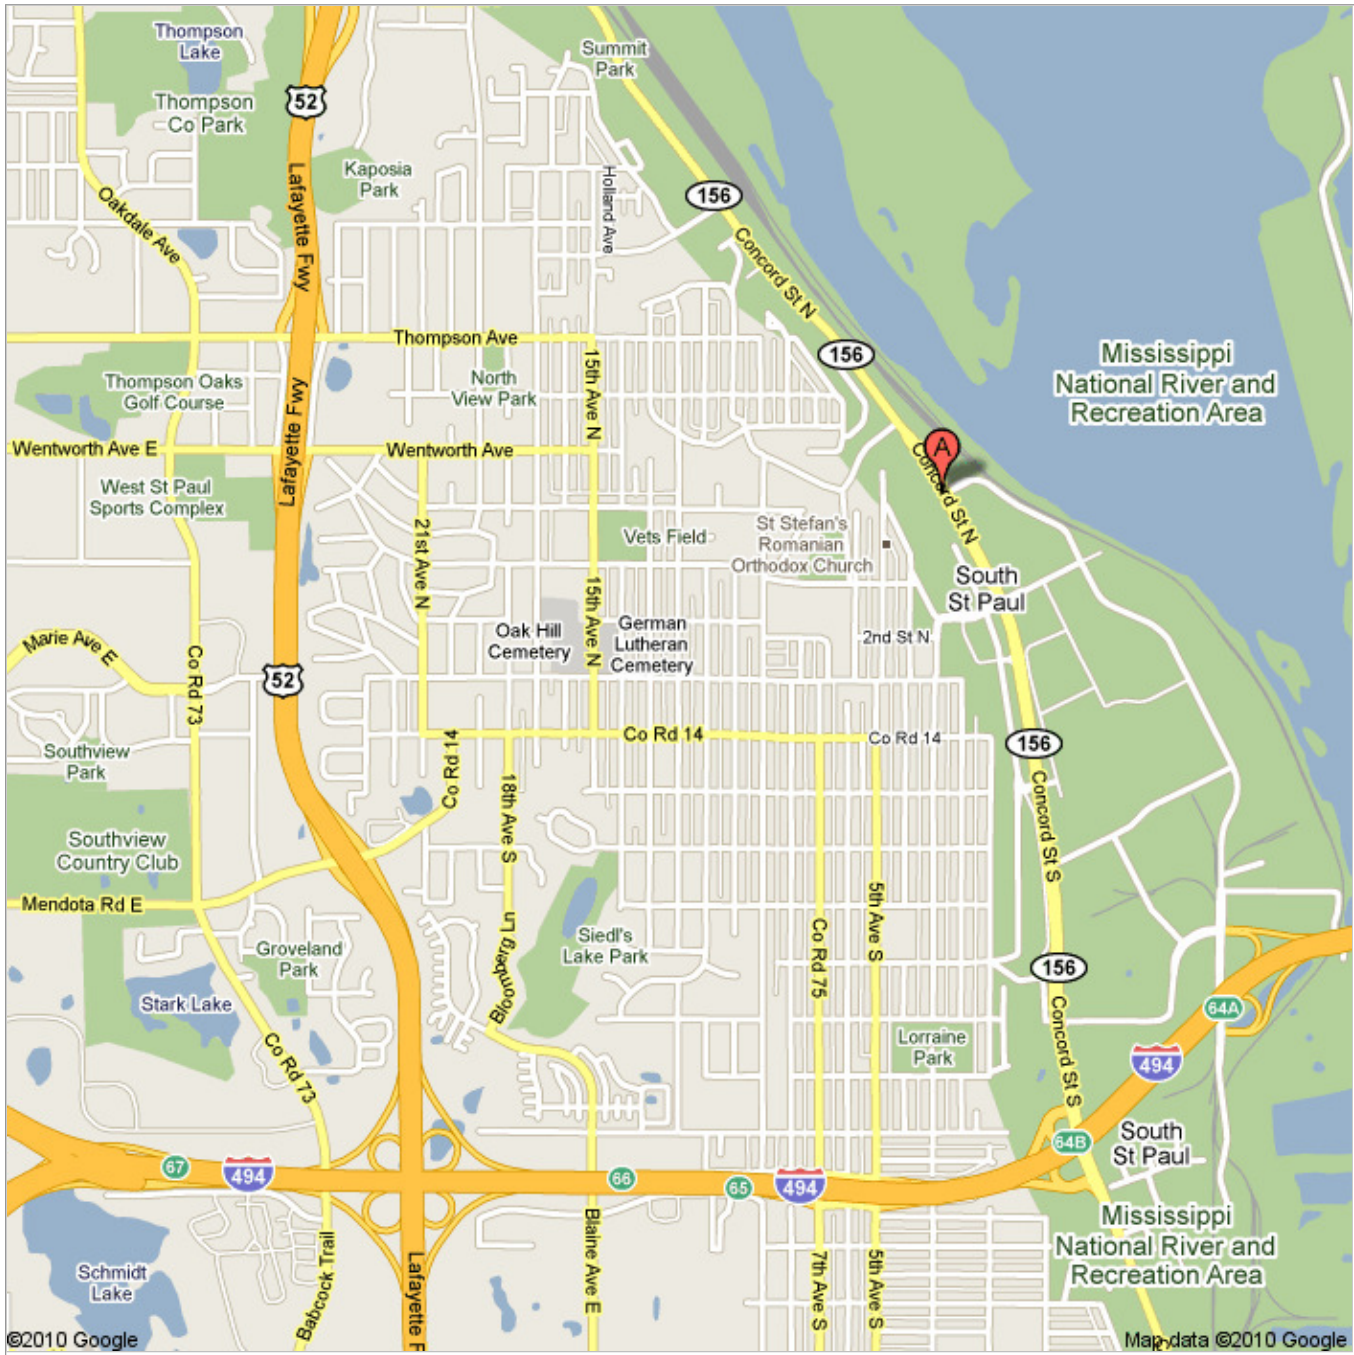 Thompson
Lake
Summit
Park
52
Thompson
Co Park
Kaposia
Park
156
Holland Ave
Lafayette Fwy
Oakdale Ave
Concord St N
Thompson Ave
156
15th Ave N
Mississippi
National River and
Recreation Area
Thompson Oaks
Golf Course
North
View Park
Lafayette Fwy
Wentworth Ave E
Wentworth Ave
A
Concord St N
West St Paul
Sports Complex
21st Ave N
Vets Field
St Stefan's
Romanian
Orthodox Church
South
St Paul
15th Ave N
Oak Hill
Cemetery
German
Lutheran
Cemetery
2nd St N
Marie Ave E
Co Rd 73
52
Co Rd 14
Co Rd 14
156
Southview
Park
Co Rd 14
18th Ave S
Concord St S
Southview
Country Club
Mendota Rd E
5th Ave S
Groveland
Park
Bloomberg Ln
Siedl's
Lake Park
Co Rd 75
156
Stark Lake
64A
Concord St S
Lorraine
Park
Co Rd 73
494
64B
South
St Paul
67
494
66
65
494
Mississippi
National River and
Recreation Area
Schmidt
Lake
Babcock Trail
Lafayette F
Blaine Ave E
7th Ave S
5th Ave S
©2010 Google
Map data ©2010 Google